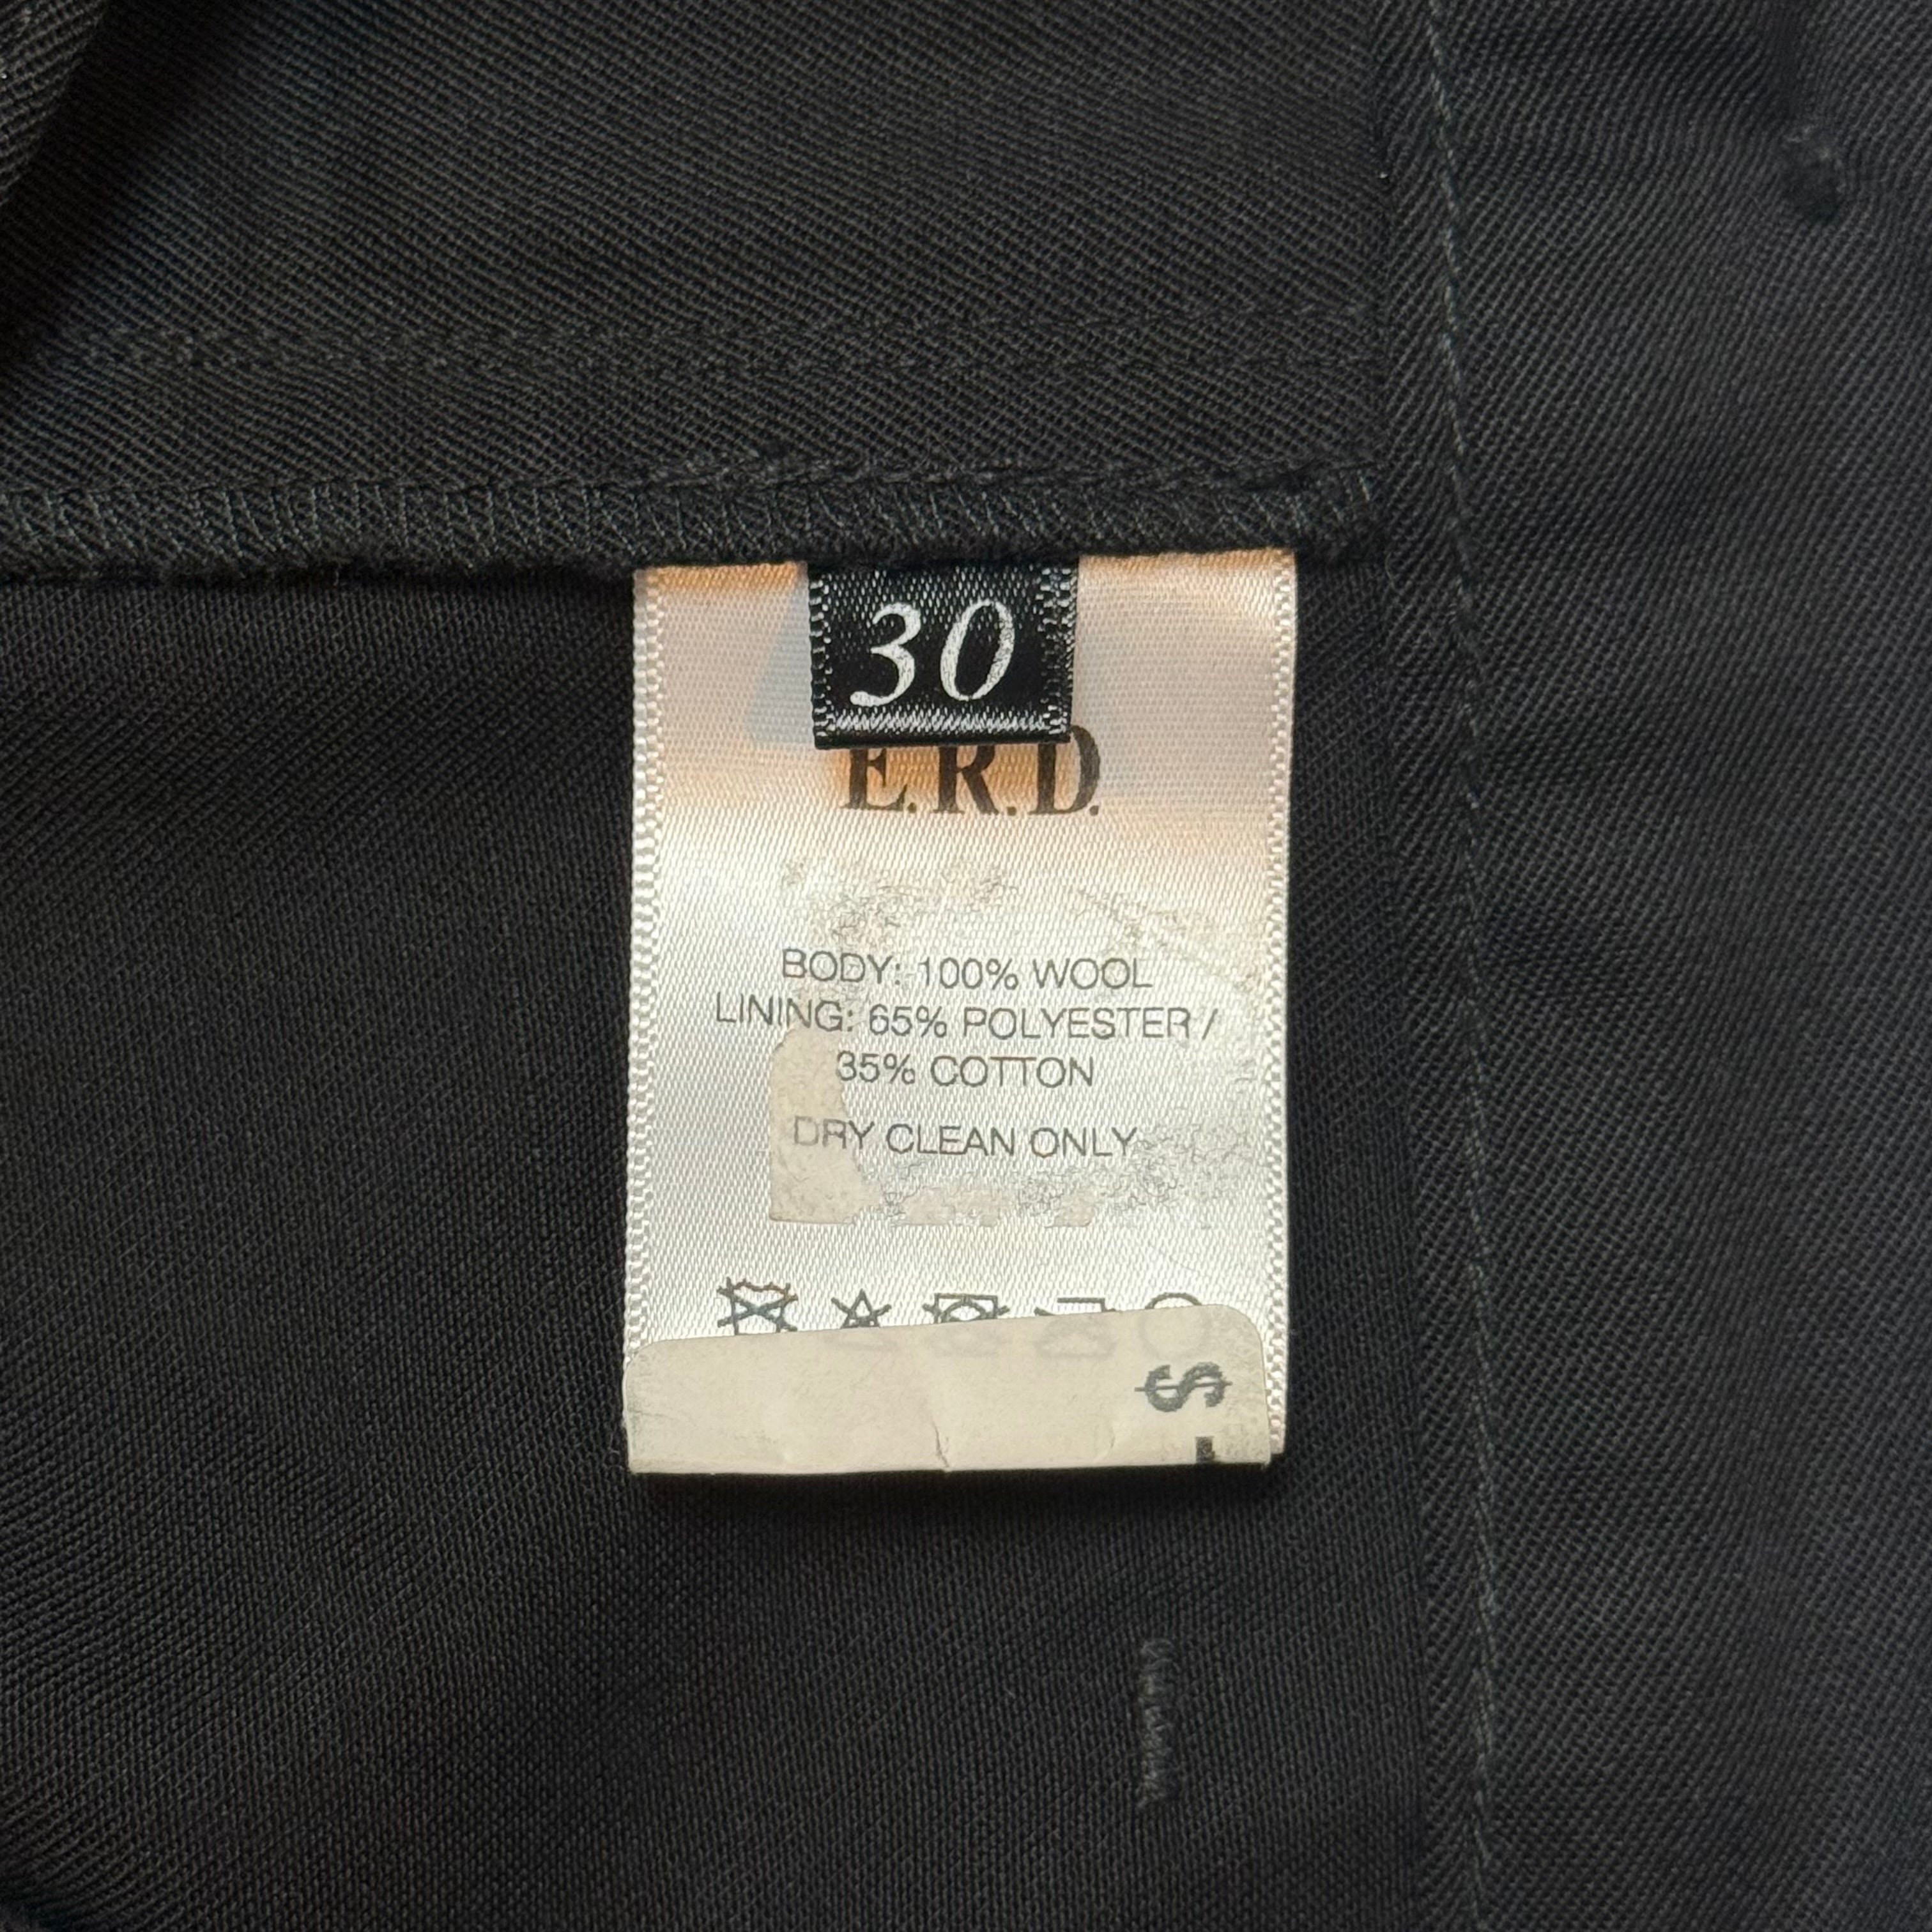 30
E.R.D.
BODY: 100% WOOL
LINING: 65% POLYESTER /
35% COTTON
DRY CLEAN ONLY
$